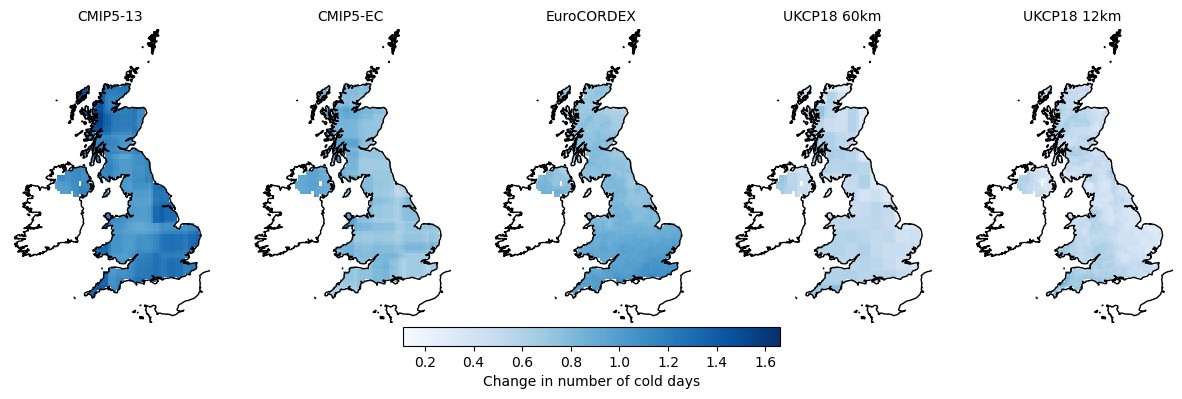 CMIP5-13 CMIP5-EC EuroCORDEX UKCP18 60km UKCP18 12km
0.2 0.4 0.6 0.8 1.0 1.2 1.4 1.6
Change in number of cold days